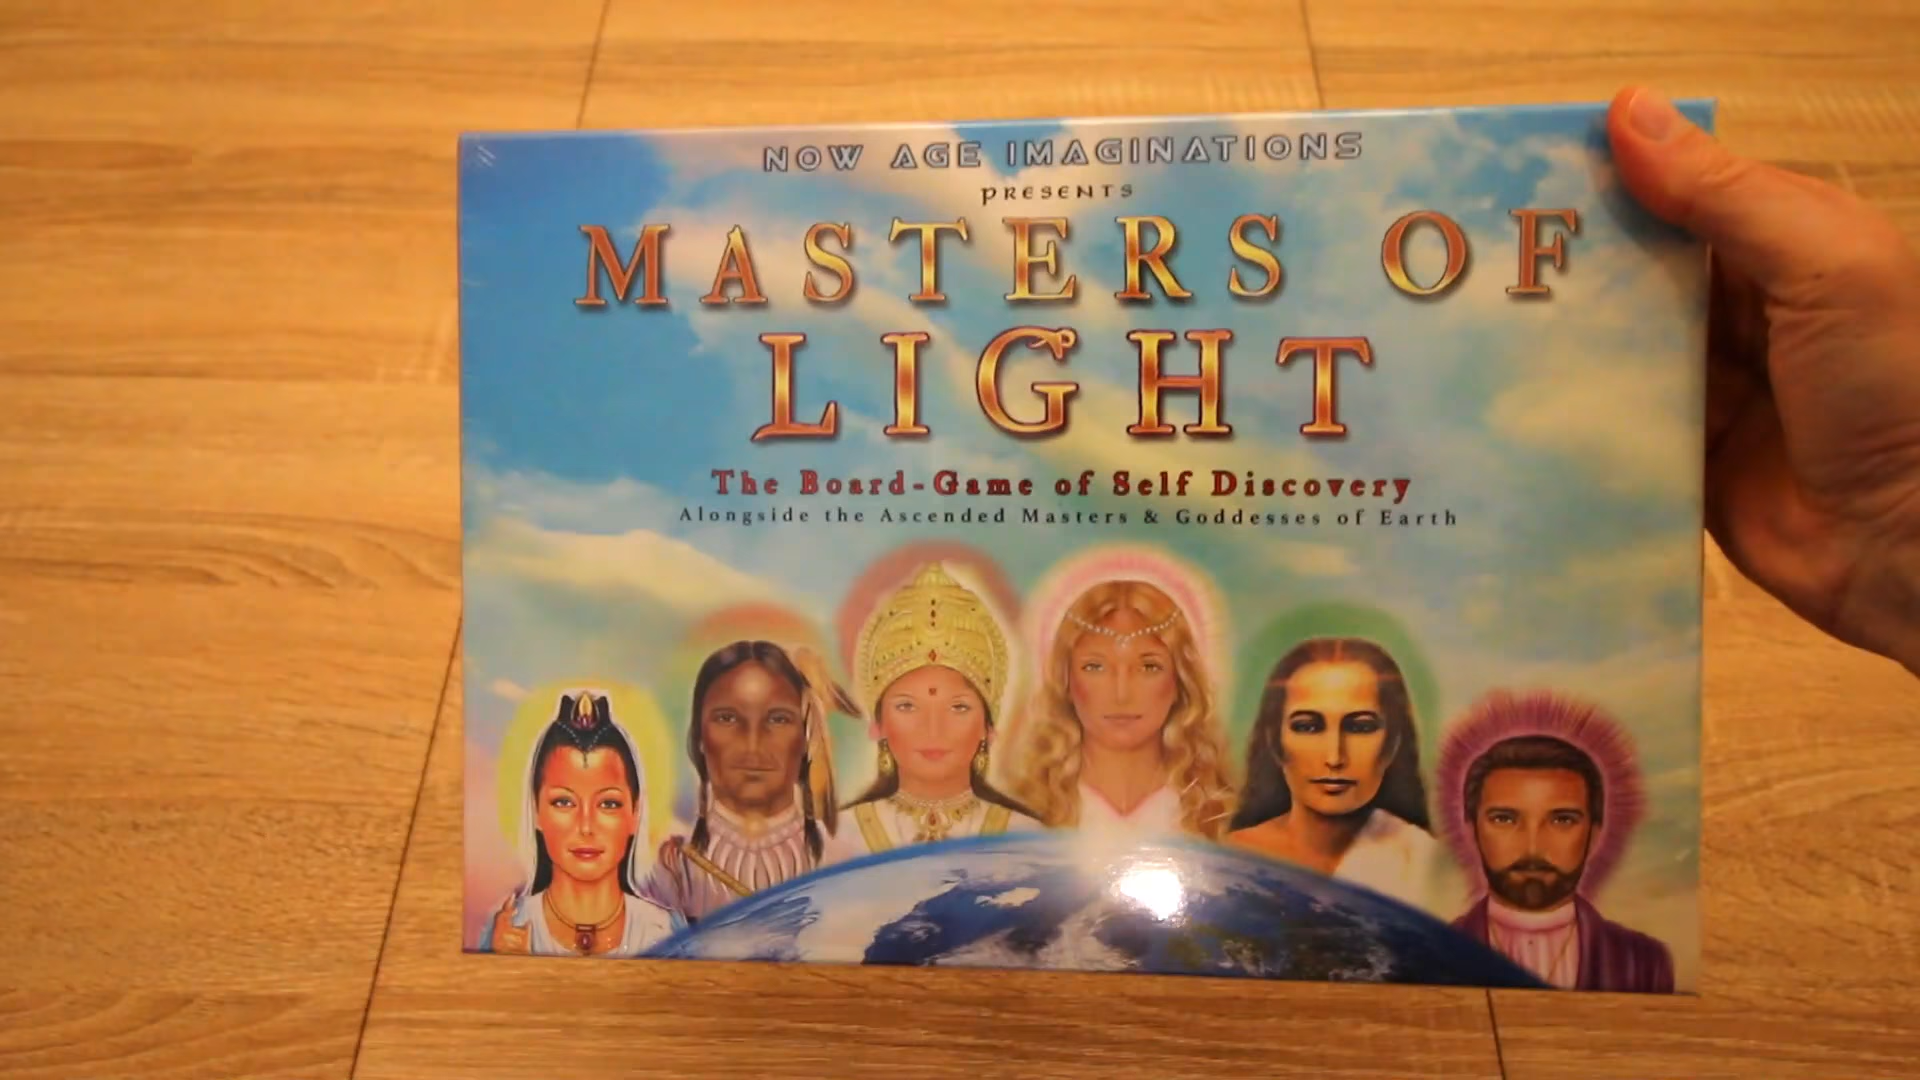 NOW AGE IMAGINATIONS
PRESENTS
MASTERS OF
LIGHT
The Board-Game of Self Discovery
Alongside the Ascended Masters & Goddesses of Earth